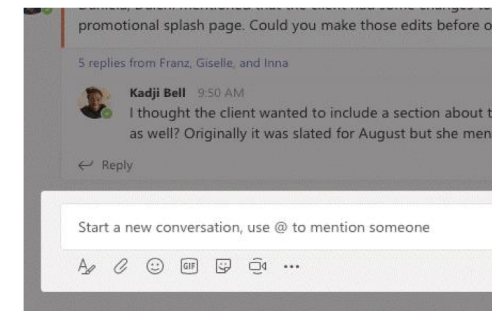 promotional splash page. Could you make those edits before o
5 replies from Franz, Giselle, and Inna
Kadji Bell 9:50 AM
I thought the client wanted to include a section about t
as well? Originally it was slated for August but she men
Reply
Start a new conversation, use @ to mention someone
GIF